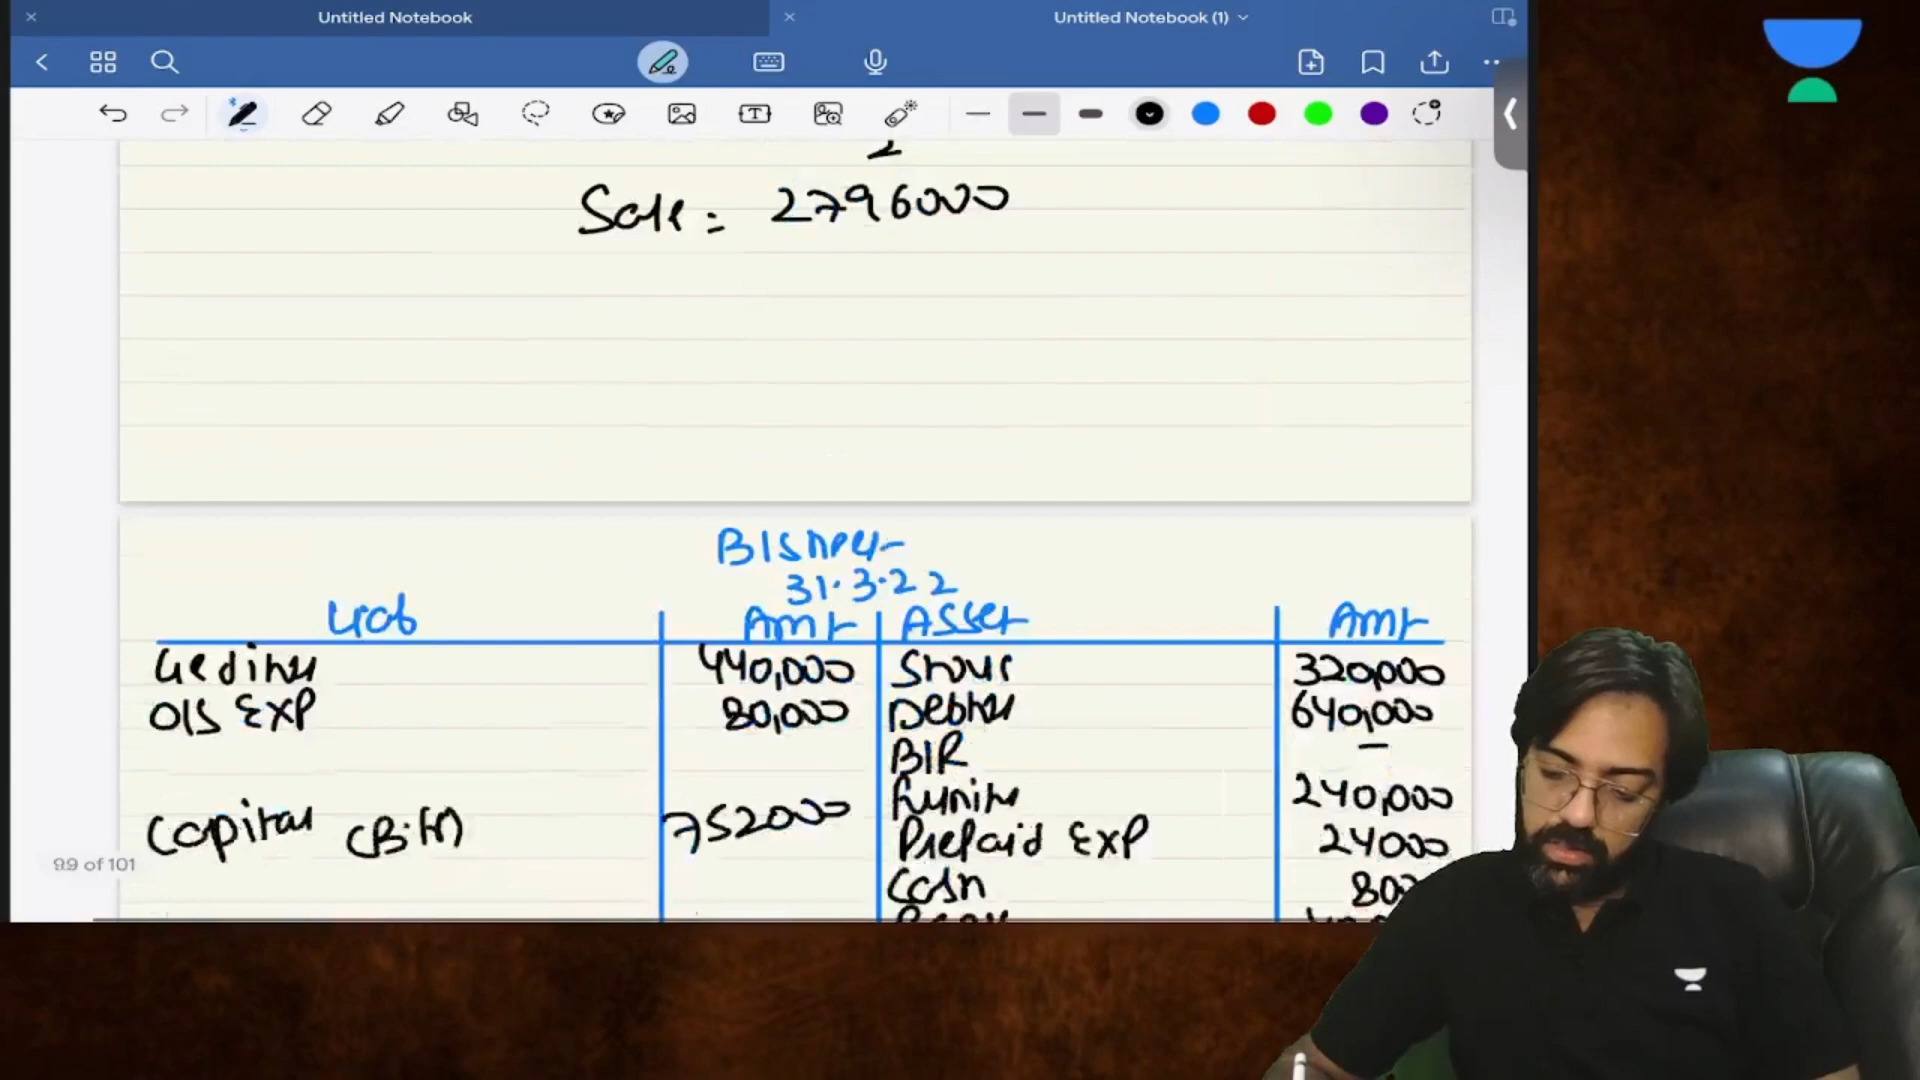 Untitled Notebook
Untitled Notebook (1)
Sale = 2796000
B/Sheet
31.3.22
Liab Amt Asset Amt
Creditors 440,000 Stock 320,000
O/S Exp 80,000 Debtors 640,000
B/R -
Furniture 240,000
Capital (B.f) 752000 Prepaid Exp 24000
Cash
99 of 101